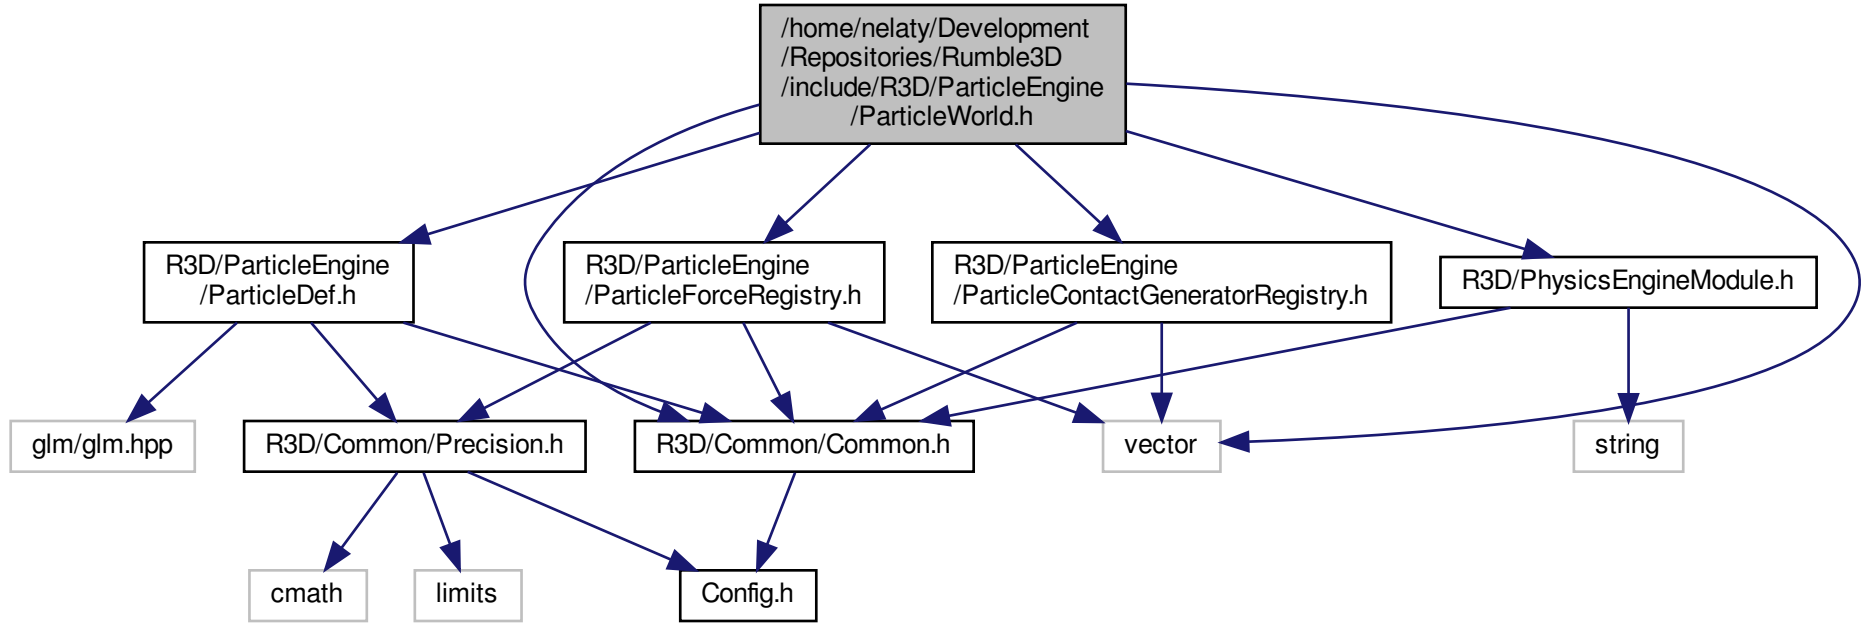 /home/nelaty/Development
/Repositories/Rumble3D
/include/R3D/ParticleEngine
/ParticleWorld.h
R3D/ParticleEngine
/ParticleDef.h
R3D/ParticleEngine
/ParticleForceRegistry.h
R3D/ParticleEngine
/ParticleContactGeneratorRegistry.h
R3D/PhysicsEngineModule.h
glm/glm.hpp
R3D/Common/Precision.h
R3D/Common/Common.h
vector
string
cmath
limits
Config.h